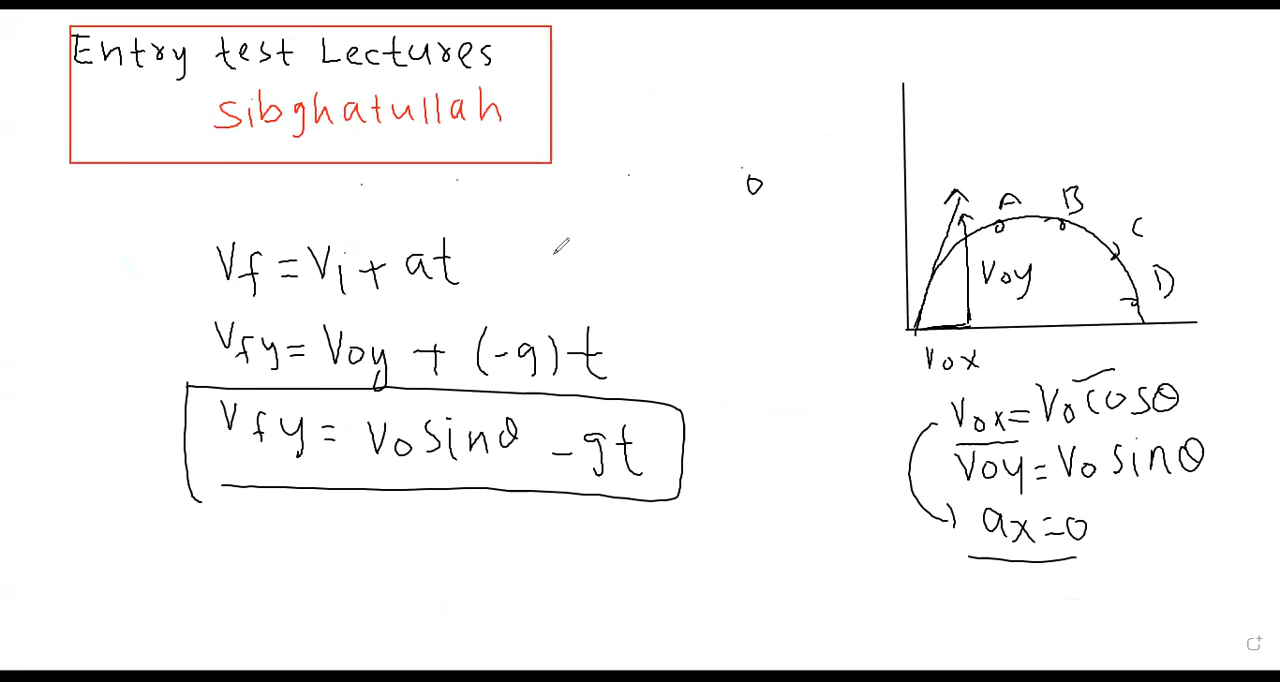 Entry test Lectures
Sibghatullah
o
Vf = Vi + at
Vfy = Voy + (-g)t
Vfy = Vo sinθ - gt
A
B
C
D
Voy
Vox
Vox = Vo cosθ
Voy = Vo sinθ
ax = 0